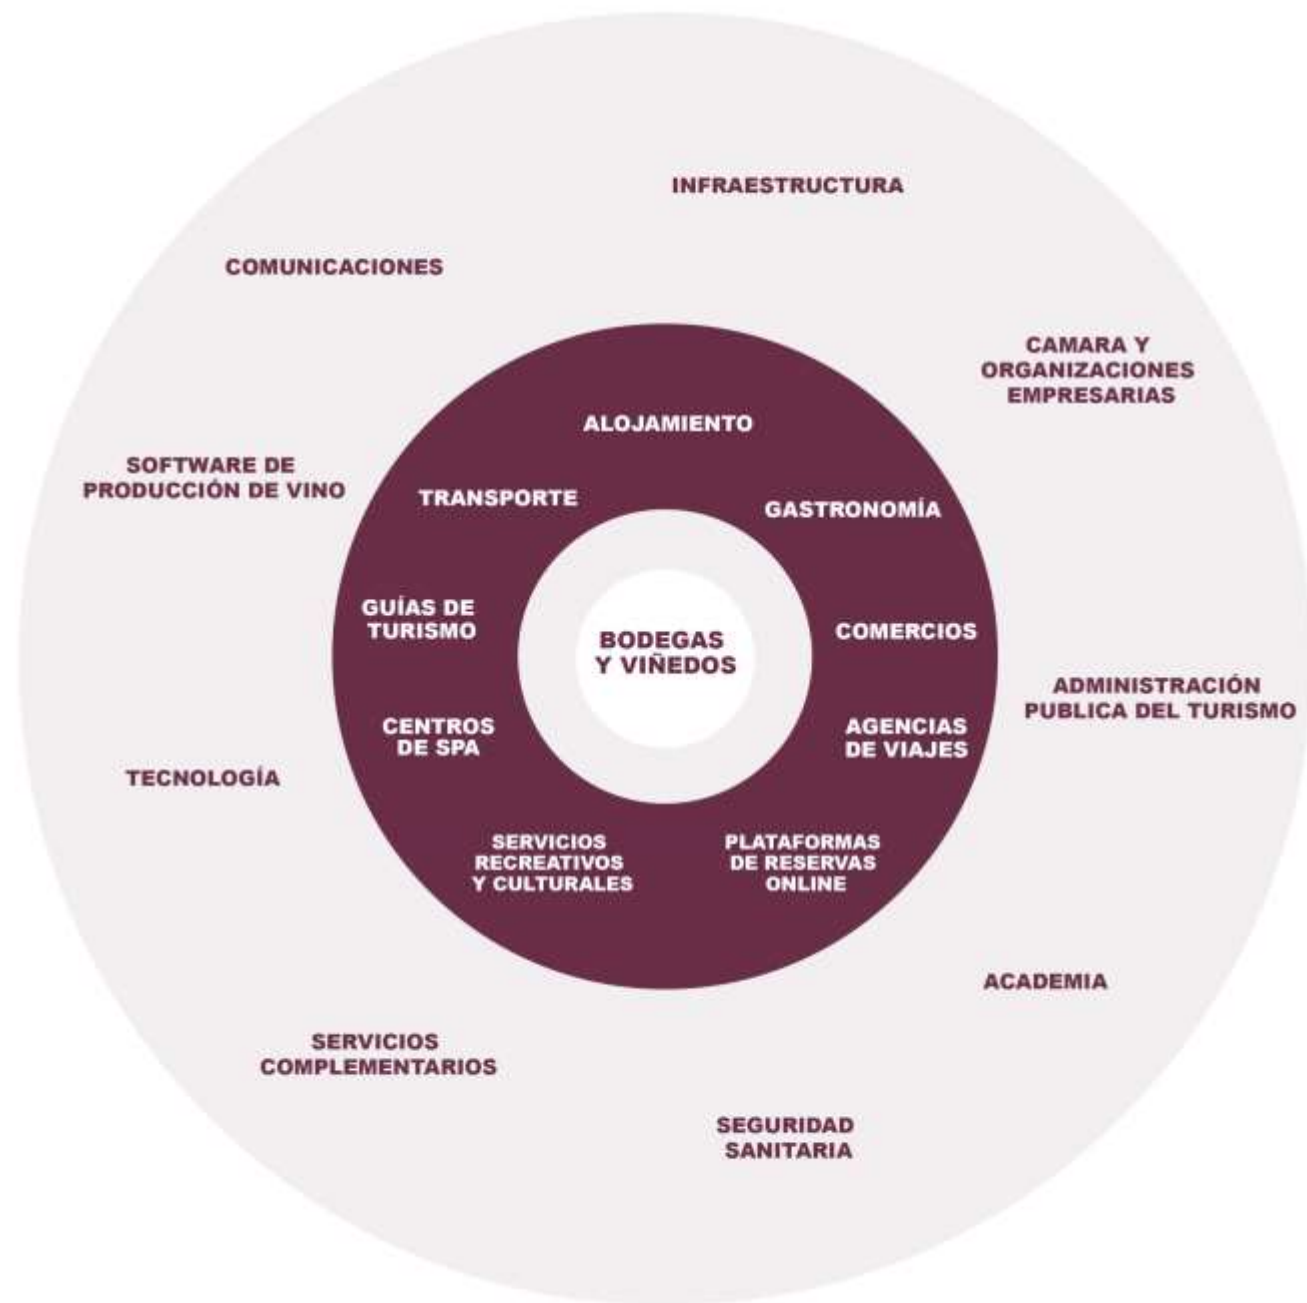 INFRAESTRUCTURA
COMUNICACIONES
CAMARA Y
ORGANIZACIONES
EMPRESARIAS
ALOJAMIENTO
SOFTWARE DE
PRODUCCIÓN DE VINO
TRANSPORTE
GASTRONOMÍA
GUÍAS DE
TURISMO
BODEGAS
Y VIÑEDOS
COMERCIOS
ADMINISTRACIÓN
PUBLICA DEL TURISMO
CENTROS
DE SPA
AGENCIAS
DE VIAJES
TECNOLOGÍA
SERVICIOS
RECREATIVOS
Y CULTURALES
PLATAFORMAS
DE RESERVAS
ONLINE
ACADEMIA
SERVICIOS
COMPLEMENTARIOS
SEGURIDAD
SANITARIA